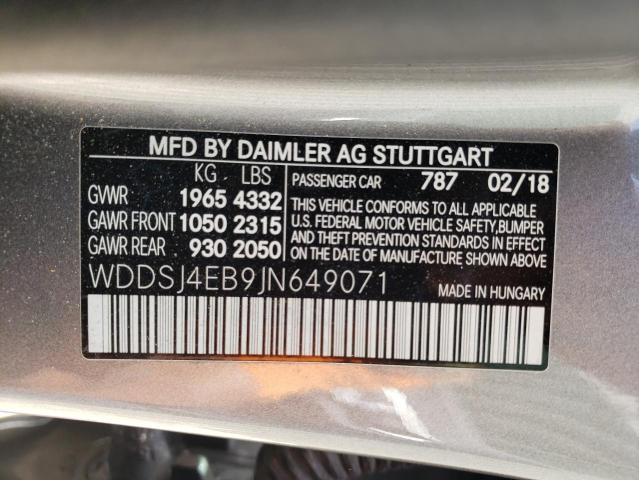 MFD BY DAIMLER AG STUTTGART
KG LBS
GVWR 1965 4332
GAWR FRONT 1050 2315
GAWR REAR 930 2050
PASSENGER CAR 787 02/18
THIS VEHICLE CONFORMS TO ALL APPLICABLE
U.S. FEDERAL MOTOR VEHICLE SAFETY, BUMPER
AND THEFT PREVENTION STANDARDS IN EFFECT
ON THE DATE OF MANUFACTURE SHOWN ABOVE.
WDDSJ4EB9JN649071
MADE IN HUNGARY